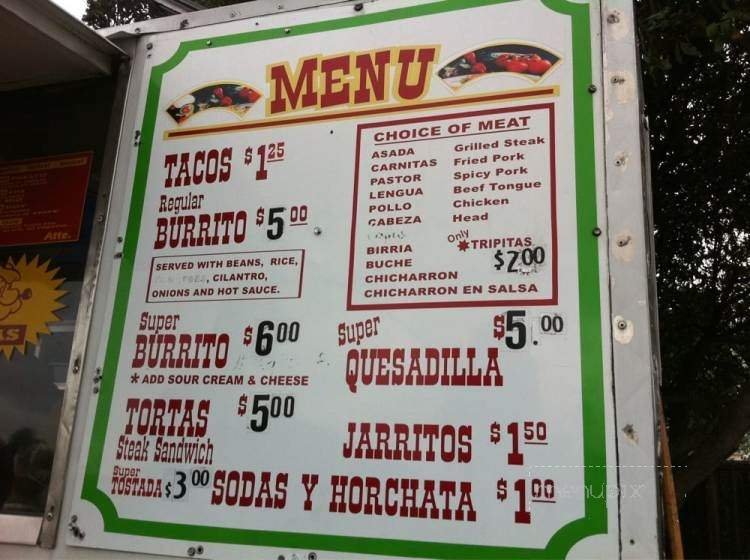 MENU
TACOS $1 25
Regular
BURRITO $5 00
SERVED WITH BEANS, RICE,
, CILANTRO,
ONIONS AND HOT SAUCE.
Super
BURRITO $6 00
* ADD SOUR CREAM & CHEESE
TORTAS $5 00
Steak Sandwich
Super
TOSTADA $3 00
CHOICE OF MEAT
ASADA Grilled Steak
CARNITAS Fried Pork
PASTOR Spicy Pork
LENGUA Beef Tongue
POLLO Chicken
CABEZA Head
BIRRIA Only *TRIPITAS
BUCHE $2.00
CHICHARRON
CHICHARRON EN SALSA
Super $5.00
QUESADILLA
JARRITOS $1 50
SODAS Y HORCHATA $1 00
Atte.
menupix